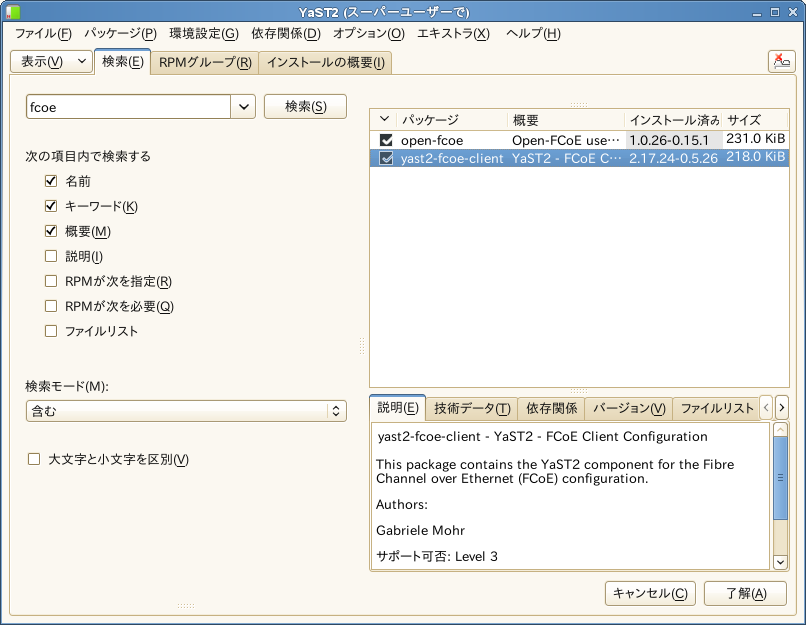 YaST2 (スーパーユーザーで)
ファイル(F) パッケージ(P) 環境設定(G) 依存関係(D) オプション(O) エキストラ(X) ヘルプ(H)
表示(V) 検索(E) RPMグループ(R) インストールの概要(I)
fcoe 検索(S)
次の項目内で検索する
名前
キーワード(K)
概要(M)
説明(I)
RPMが次を指定(R)
RPMが次を必要(Q)
ファイルリスト
検索モード(M):
含む
大文字と小文字を区別(V)
パッケージ 概要 インストール済み サイズ
open-fcoe Open-FCoE use… 1.0.26-0.15.1 231.0 KiB
yast2-fcoe-client YaST2 - FCoE C… 2.17.24-0.5.26 218.0 KiB
説明(E) 技術データ(T) 依存関係 バージョン(V) ファイルリスト
yast2-fcoe-client - YaST2 - FCoE Client Configuration
This package contains the YaST2 component for the Fibre
Channel over Ethernet (FCoE) configuration.
Authors:
Gabriele Mohr
サポート可否: Level 3
キャンセル(C) 了解(A)